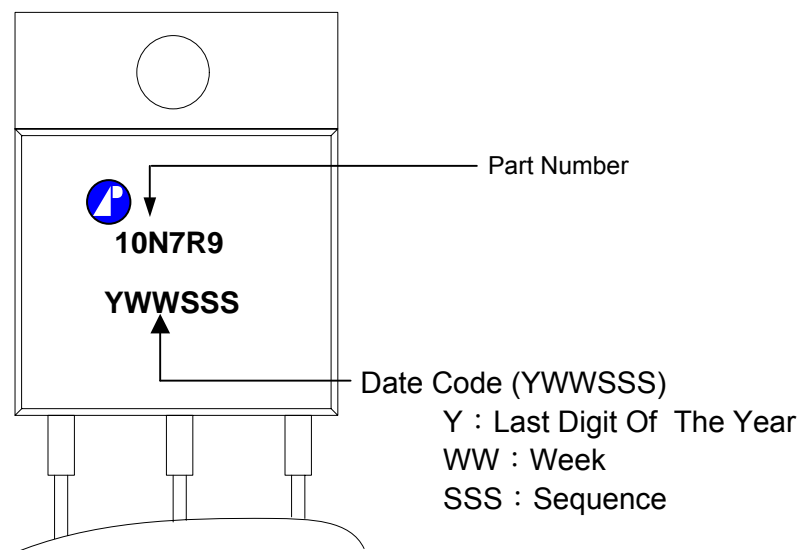 Part Number
10N7R9
YWWSSS
Date Code (YWWSSS)
Y：Last Digit Of The Year
WW：Week
SSS：Sequence